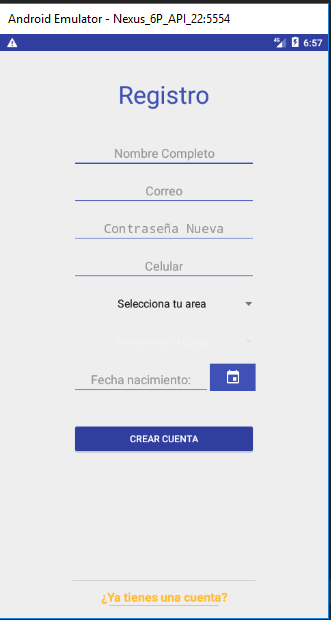 Android Emulator - Nexus_6P_API_22:5554
4G 6:57
Registro
Nombre Completo
Correo
Contraseña Nueva
Celular
Selecciona tu area
Fecha nacimiento:
CREAR CUENTA
¿Ya tienes una cuenta?